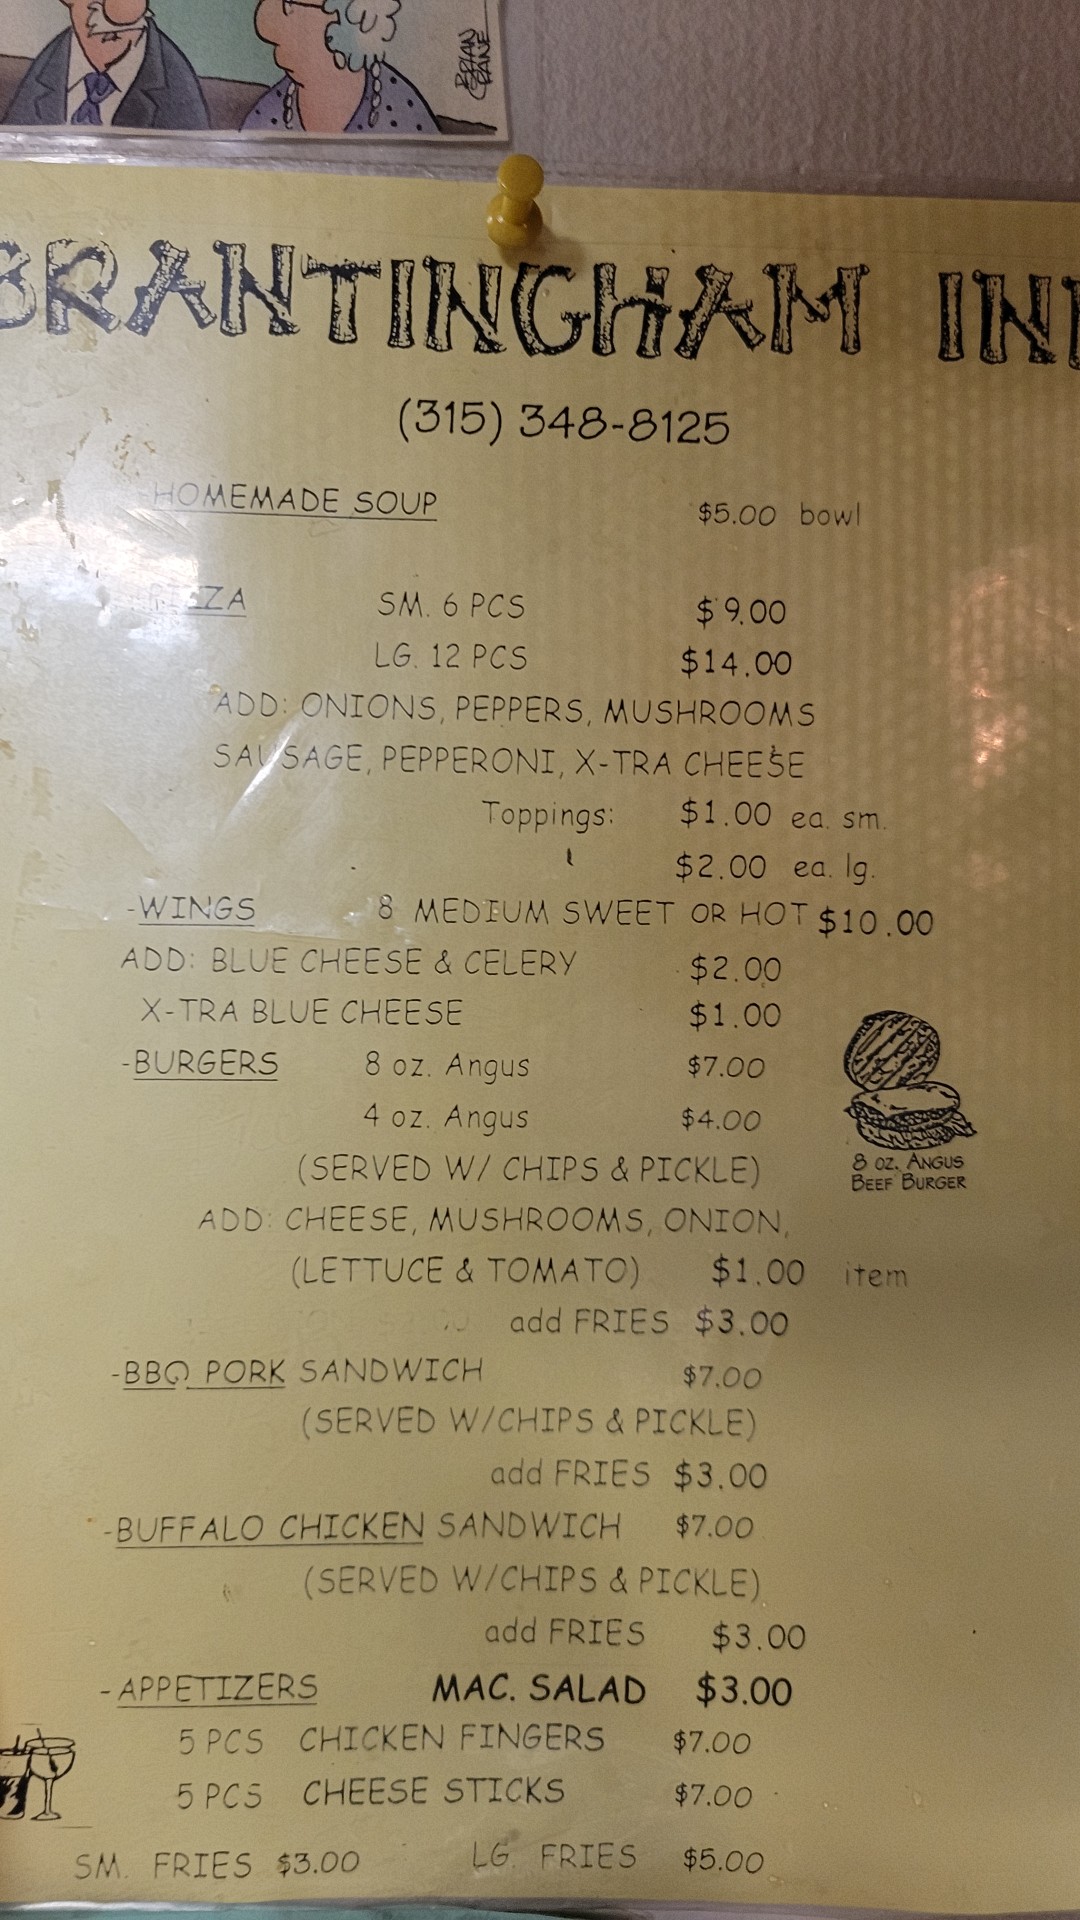 BRIAN
CRANE
BRANTINGHAM INN
(315) 348-8125
-HOMEMADE SOUP $5.00 bowl
PIZZA SM. 6 PCS $9.00
LG. 12 PCS $14.00
ADD: ONIONS, PEPPERS, MUSHROOMS
SAUSAGE, PEPPERONI, X-TRA CHEESE
Toppings: $1.00 ea. sm.
$2.00 ea. lg.
-WINGS 8 MEDIUM SWEET OR HOT $10.00
ADD: BLUE CHEESE & CELERY $2.00
X-TRA BLUE CHEESE $1.00
-BURGERS 8 oz. Angus $7.00
4 oz. Angus $4.00
(SERVED W/ CHIPS & PICKLE)
8 OZ. ANGUS
BEEF BURGER
ADD: CHEESE, MUSHROOMS, ONION,
(LETTUCE & TOMATO) $1.00 item
add FRIES $3.00
-BBQ PORK SANDWICH $7.00
(SERVED W/CHIPS & PICKLE)
add FRIES $3.00
-BUFFALO CHICKEN SANDWICH $7.00
(SERVED W/CHIPS & PICKLE)
add FRIES $3.00
-APPETIZERS MAC. SALAD $3.00
5 PCS CHICKEN FINGERS $7.00
5 PCS CHEESE STICKS $7.00
SM. FRIES $3.00 LG. FRIES $5.00